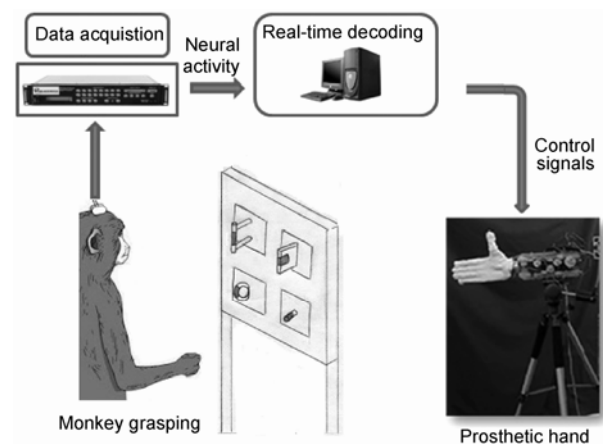 Data acquistion
Neural
activity
Real-time decoding
Control
signals
Monkey grasping
Prosthetic hand